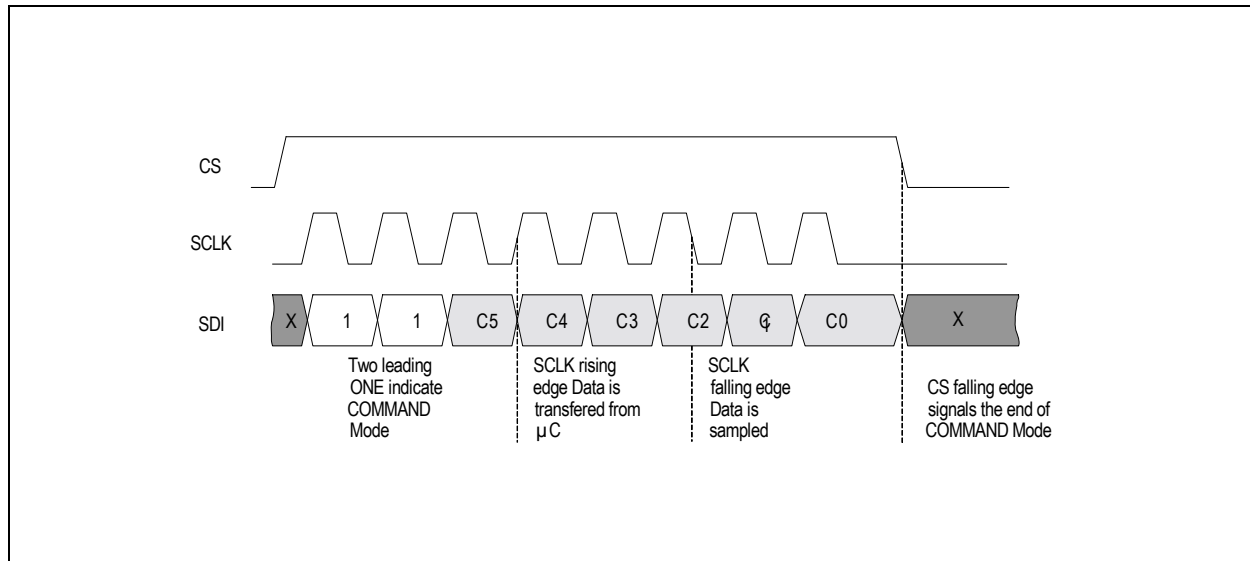 CS
SCLK
SDI
X 1 1 C5 C4 C3 C2 C1 C0 X
Two leading
ONE indicate
COMMAND
Mode
SCLK rising
edge Data is
transfered from
µC
SCLK
falling edge
Data is
sampled
CS falling edge
signals the end of
COMMAND Mode